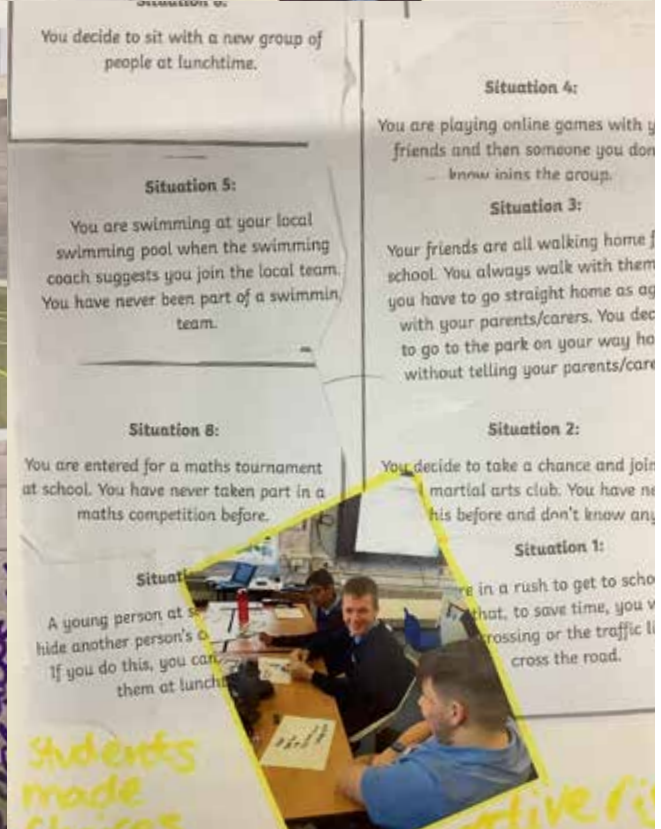 Situation 6:
You decide to sit with a new group of
people at lunchtime.
Situation 5:
You are swimming at your local
swimming pool when the swimming
coach suggests you join the local team.
You have never been part of a swimmin
team.
Situation 8:
You are entered for a maths tournament
at school. You have never taken part in a
maths competition before.
A young person at
hide another person's
If you do this, you can
them at
Situation 4:
You are playing online games with
friends and then someone you
know joins the group.
Situation 3:
Your friends are all walking home
school. You always walk with them
you have to go straight home as
with your parents/carers. You
to go to the park on your way
without telling your
Situation 2:
You decide to take a chance and join
martial arts club. You have
this before and don't know
Situation 1:
in a rush to get to
that, to save time, you
crossing or the traffic
cross the road.
Students
made